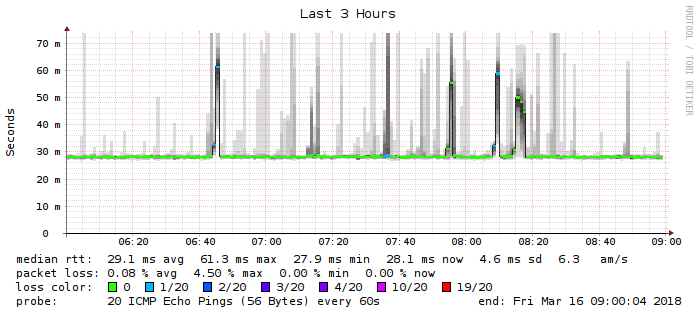 Last 3 Hours
RRDTOOL / TOBI OETIKER
Seconds
70 m
60 m
50 m
40 m
30 m
20 m
10 m
0
06:20 06:40 07:00 07:20 07:40 08:00 08:20 08:40 09:00
median rtt: 29.1 ms avg 61.3 ms max 27.9 ms min 28.1 ms now 4.6 ms sd 6.3 am/s
packet loss: 0.08 % avg 4.50 % max 0.00 % min 0.00 % now
loss color: 0 1/20 2/20 3/20 4/20 10/20 19/20
probe: 20 ICMP Echo Pings (56 Bytes) every 60s end: Fri Mar 16 09:00:04 2018